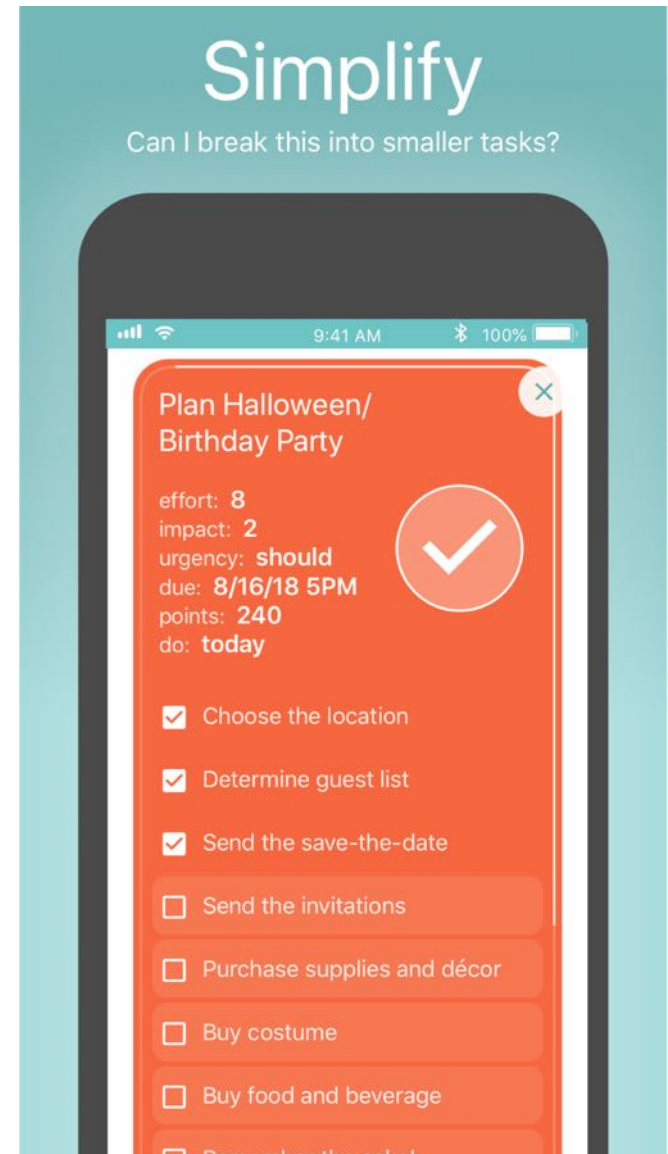 Simplify
Can I break this into smaller tasks?
9:41 AM 100%
Plan Halloween/
Birthday Party
effort: 8
impact: 2
urgency: should
due: 8/16/18 5PM
points: 240
do: today
Choose the location
Determine guest list
Send the save-the-date
Send the invitations
Purchase supplies and décor
Buy costume
Buy food and beverage